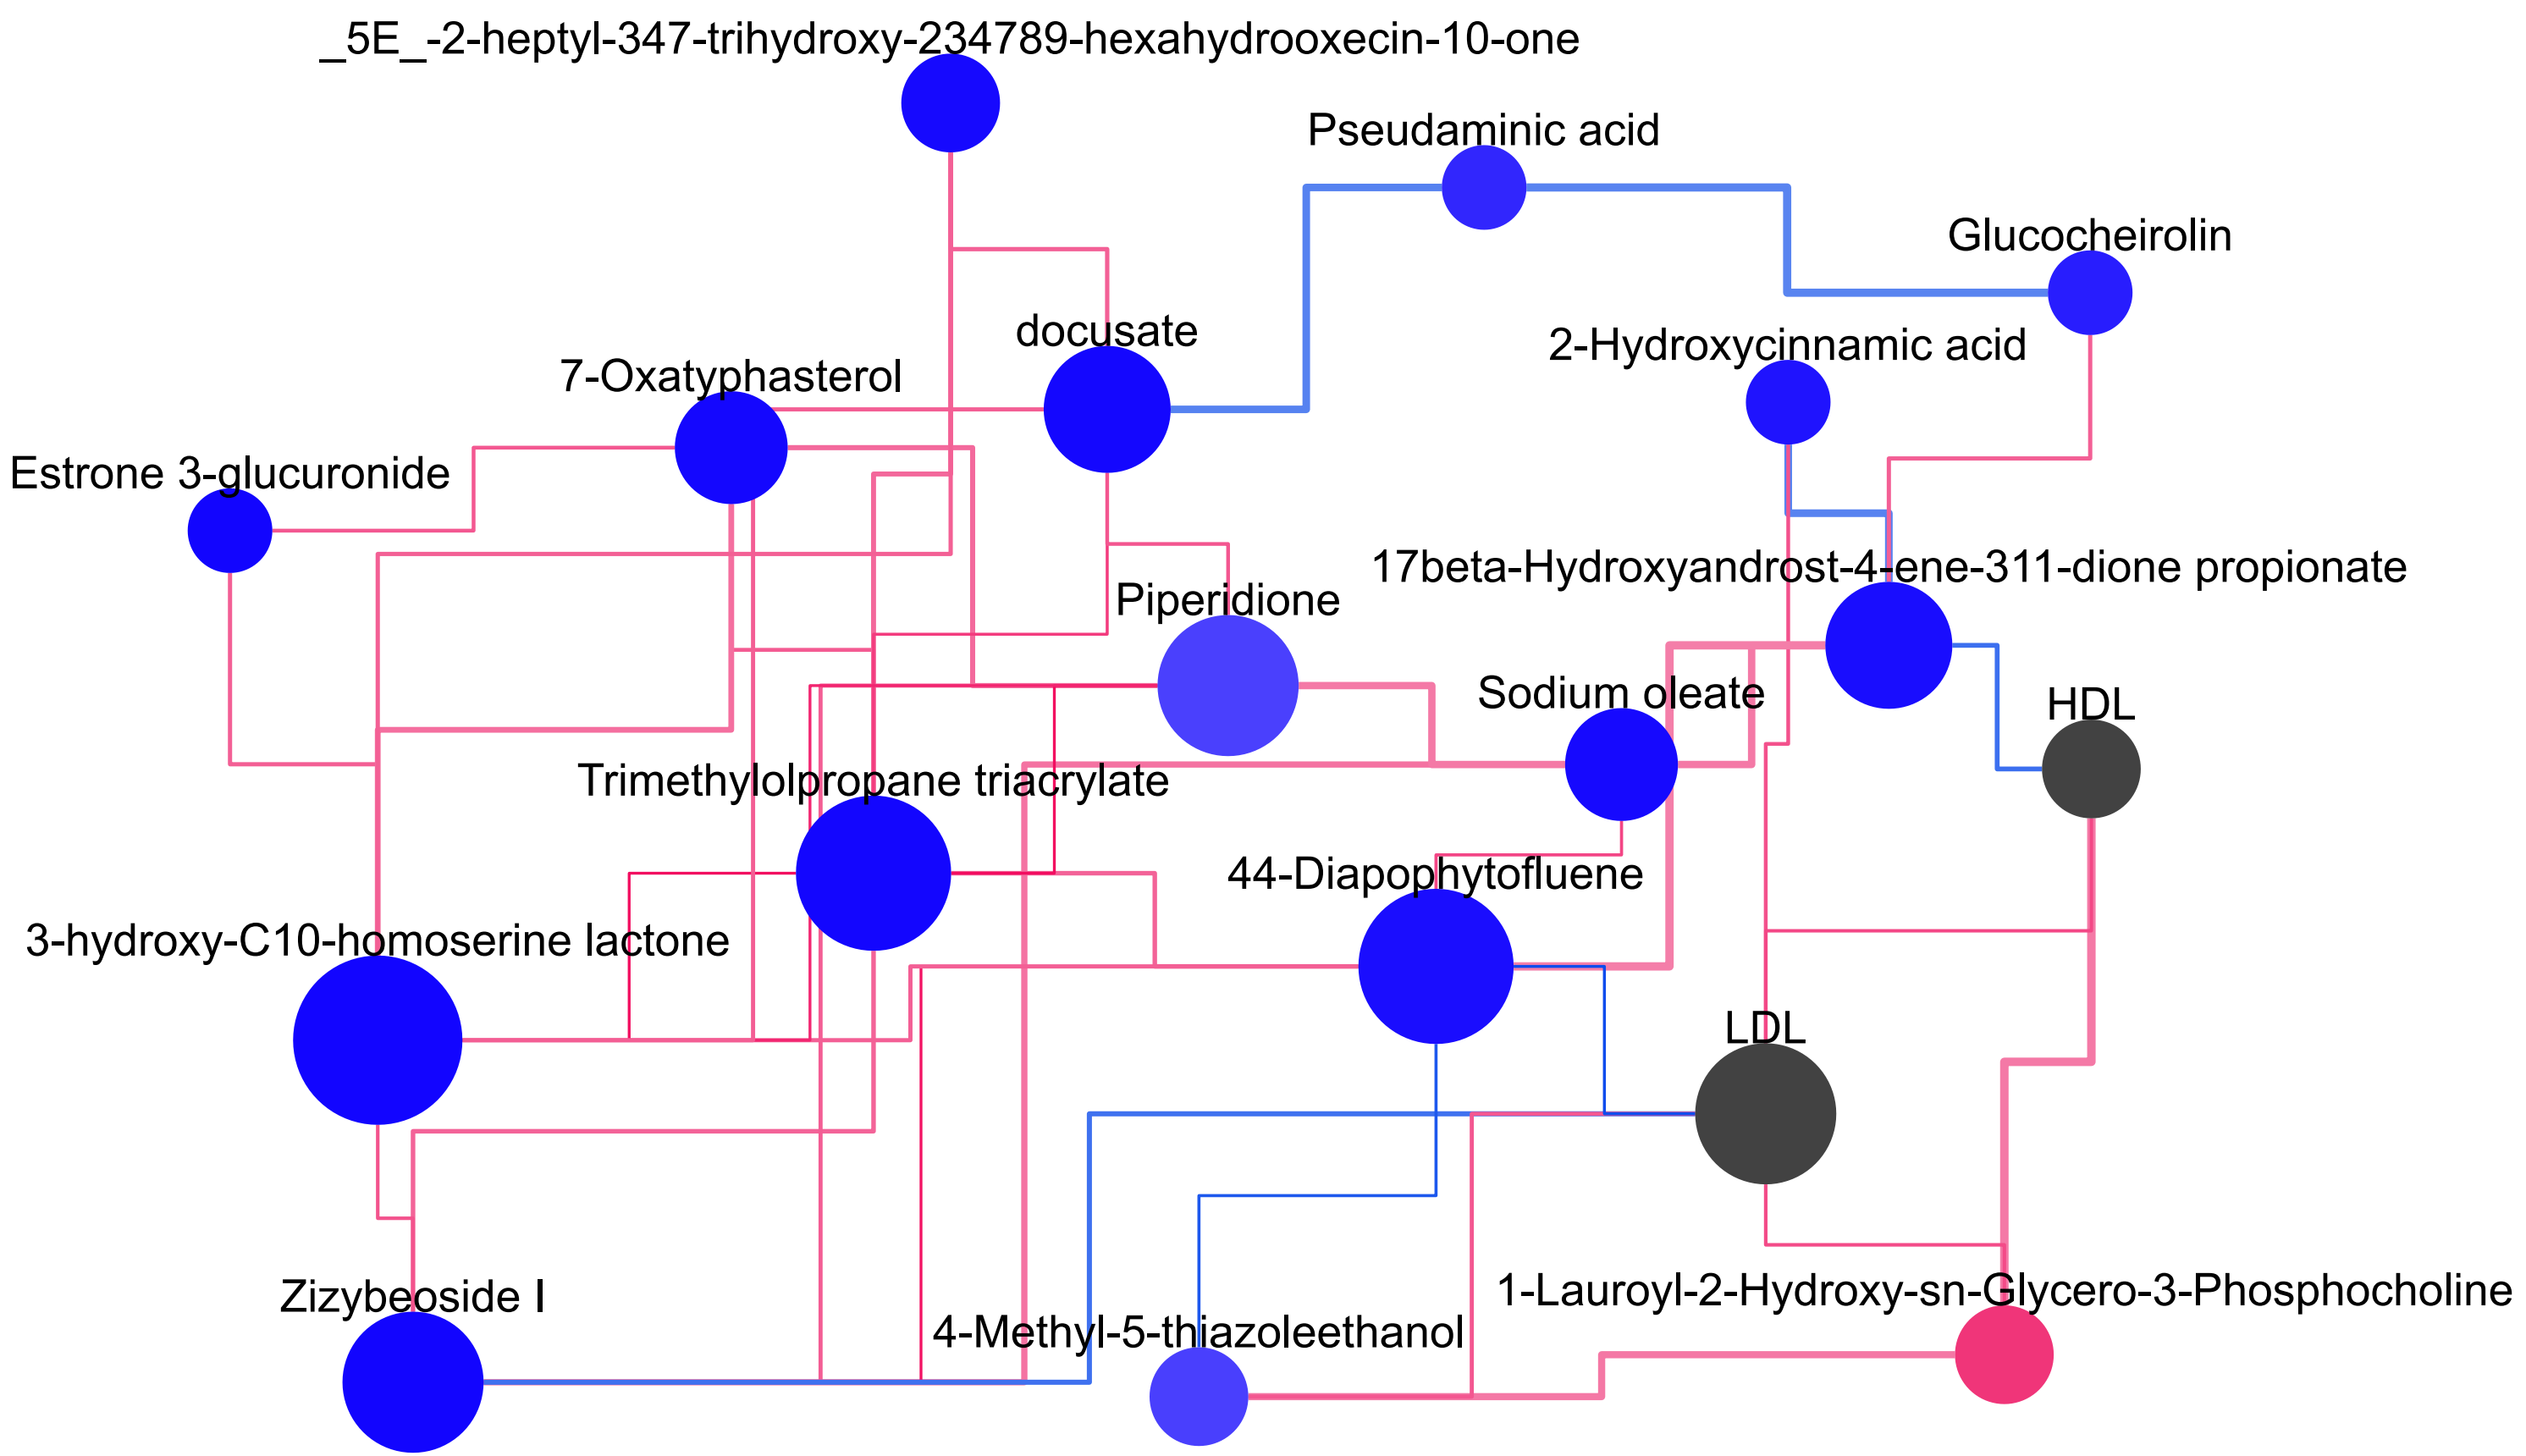 _5E_-2-heptyl-347-trihydroxy-234789-hexahydrooxecin-10-one
Pseudaminic acid
Glucocheirolin
docusate
2-Hydroxycinnamic acid
7-Oxatyphasterol
Estrone 3-glucuronide
17beta-Hydroxyandrost-4-ene-311-dione propionate
Piperidione
Sodium oleate
HDL
Trimethylolpropane triacrylate
44-Diapophytofluene
3-hydroxy-C10-homoserine lactone
LDL
Zizybeoside I
1-Lauroyl-2-Hydroxy-sn-Glycero-3-Phosphocholine
4-Methyl-5-thiazoleethanol